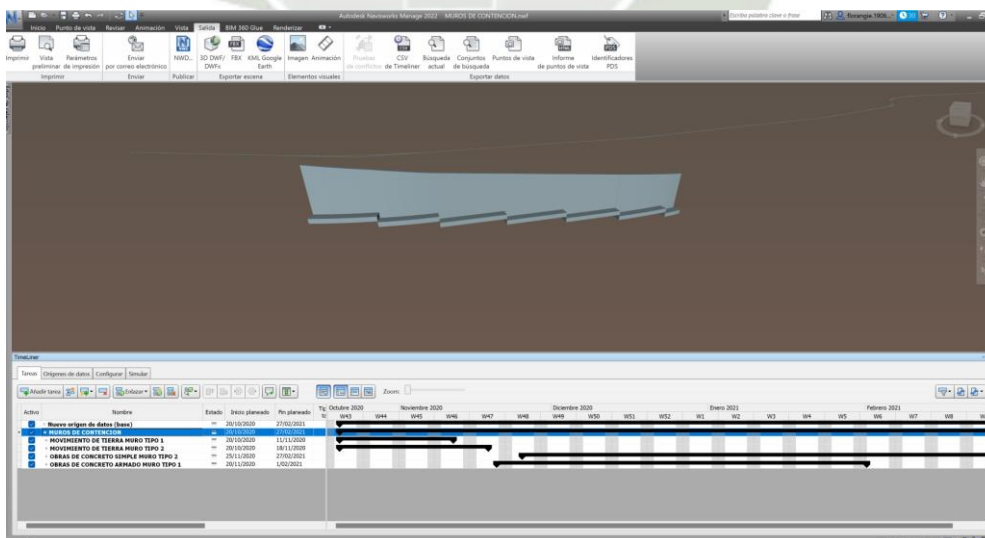 Autodesk Navisworks Manage 2022 MUROS DE CONTENCION.nwf
Escriba palabra clave o frase
florangie.1906...
Inicio Punto de vista Revisar Animación Vista Salida BIM 360 Glue Renderizar
Imprimir
Vista preliminar
Parámetros de impresión
Enviar por correo electrónico
NWD...
3D DWF/DWFx
FBX
KML Google Earth
Imagen
Animación
Pruebas de conflictos
CSV de Timeliner
Búsqueda actual
Conjuntos de búsqueda
Puntos de vista
Informe de puntos de vista
Identificadores PDS
Imprimir Enviar Publicar Exportar escena Elementos visuales Exportar datos
TimeLiner
Tareas Orígenes de datos Configurar Simular
Añadir tarea Enlazar Zoom:
Activo Nombre Estado Inicio planeado Fin planeado
Octubre 2020 Noviembre 2020 Diciembre 2020 Enero 2021 Febrero 2021
W43 W44 W45 W46 W47 W48 W49 W50 W51 W52 W1 W2 W3 W4 W5 W6 W7 W8
Nuevo origen de datos (base) 20/10/2020 27/02/2021
MUROS DE CONTENCION 20/10/2020 27/02/2021
MOVIMIENTO DE TIERRA MURO TIPO 1 20/10/2020 11/11/2020
MOVIMIENTO DE TIERRA MURO TIPO 2 20/10/2020 18/11/2020
OBRAS DE CONCRETO SIMPLE MURO TIPO 2 25/11/2020 27/02/2021
OBRAS DE CONCRETO ARMADO MURO TIPO 1 20/11/2020 1/02/2021